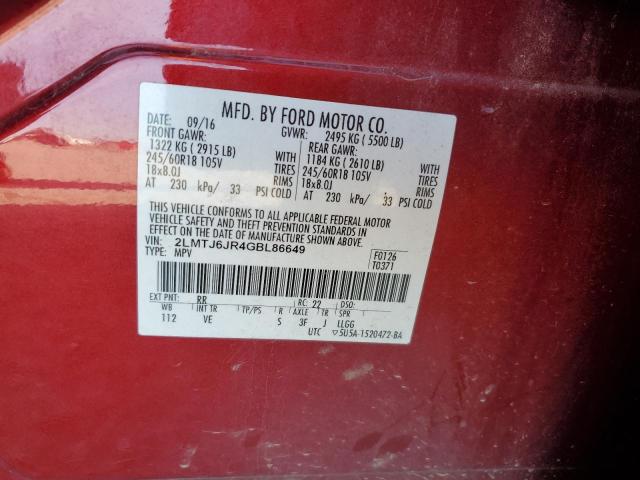 MFD. BY FORD MOTOR CO.
DATE: 09/16 GVWR: 2495 KG ( 5500 LB)
FRONT GAWR: REAR GAWR:
1322 KG ( 2915 LB) 1184 KG ( 2610 LB)
245/60R18 105V WITH TIRES 245/60R18 105V WITH TIRES
18x8.0J RIMS 18x8.0J RIMS
AT 230 kPa/ 33 PSI COLD AT 230 kPa/ 33 PSI COLD
THIS VEHICLE CONFORMS TO ALL APPLICABLE FEDERAL MOTOR
VEHICLE SAFETY AND THEFT PREVENTION STANDARDS IN
EFFECT ON THE DATE OF MANUFACTURE SHOWN ABOVE.
VIN: 2LMTJ6JR4GBL86649 F0126
TYPE: MPV T0371
EXT PNT: RR RC: 22 DSO:
WB INT TR TP/PS R AXLE TR SPR
112 VE S 3F J LLGG
UTC ▽5U5A-1520472-BA